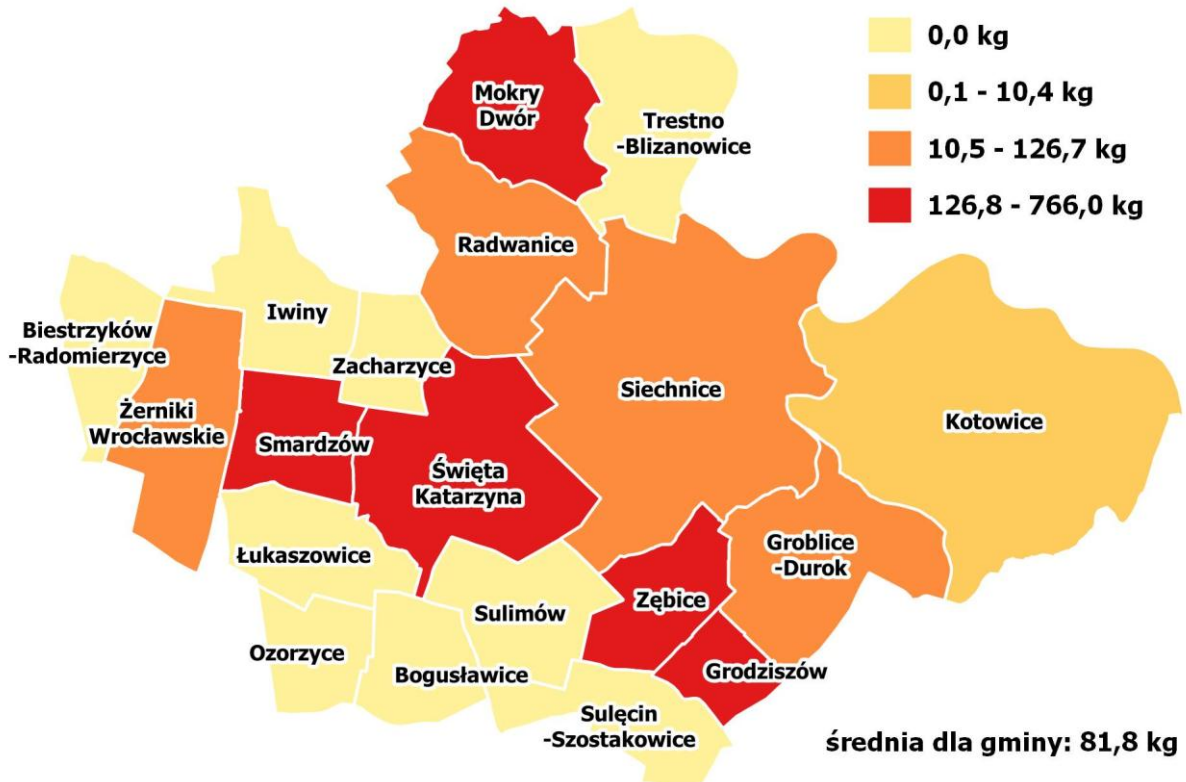 0,0 kg
0,1 - 10,4 kg
10,5 - 126,7 kg
126,8 - 766,0 kg
Mokry
Dwór
Trestno
-Blizanowice
Radwanice
Iwiny
Biestrzyków
-Radomierzyce
Zacharzyce
Siechnice
Żerniki
Wrocławskie
Smardzów
Święta
Katarzyna
Kotowice
Łukaszowice
Groblice
-Durok
Sulimów
Zębice
Ozorzyce
Bogusławice
Grodziszów
Sulęcin
-Szostakowice
średnia dla gminy: 81,8 kg